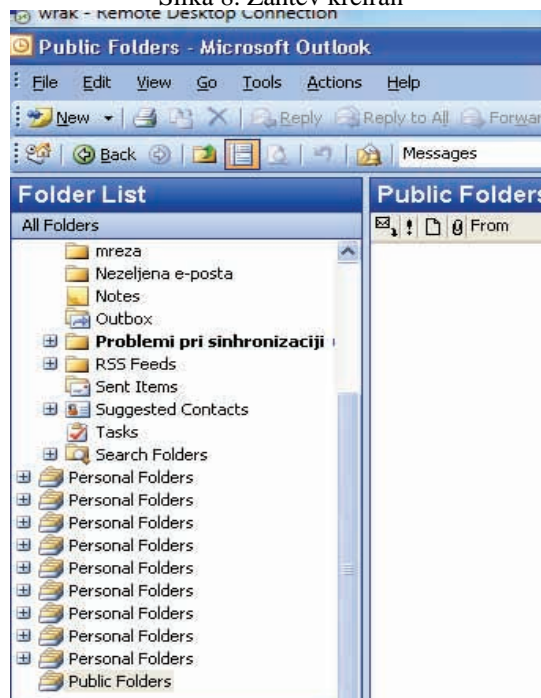 Slika 8. Zahtev kreiran
wrak - Remote Desktop Connection
Public Folders - Microsoft Outlook
File Edit View Go Tools Actions Help
New Reply Reply to All Forwar
Back Messages
Folder List
Public Folders
All Folders
From
mreza
Nezeljena e-posta
Notes
Outbox
Problemi pri sinhronizaciji
RSS Feeds
Sent Items
Suggested Contacts
Tasks
Search Folders
Personal Folders
Personal Folders
Personal Folders
Personal Folders
Personal Folders
Personal Folders
Personal Folders
Personal Folders
Personal Folders
Public Folders